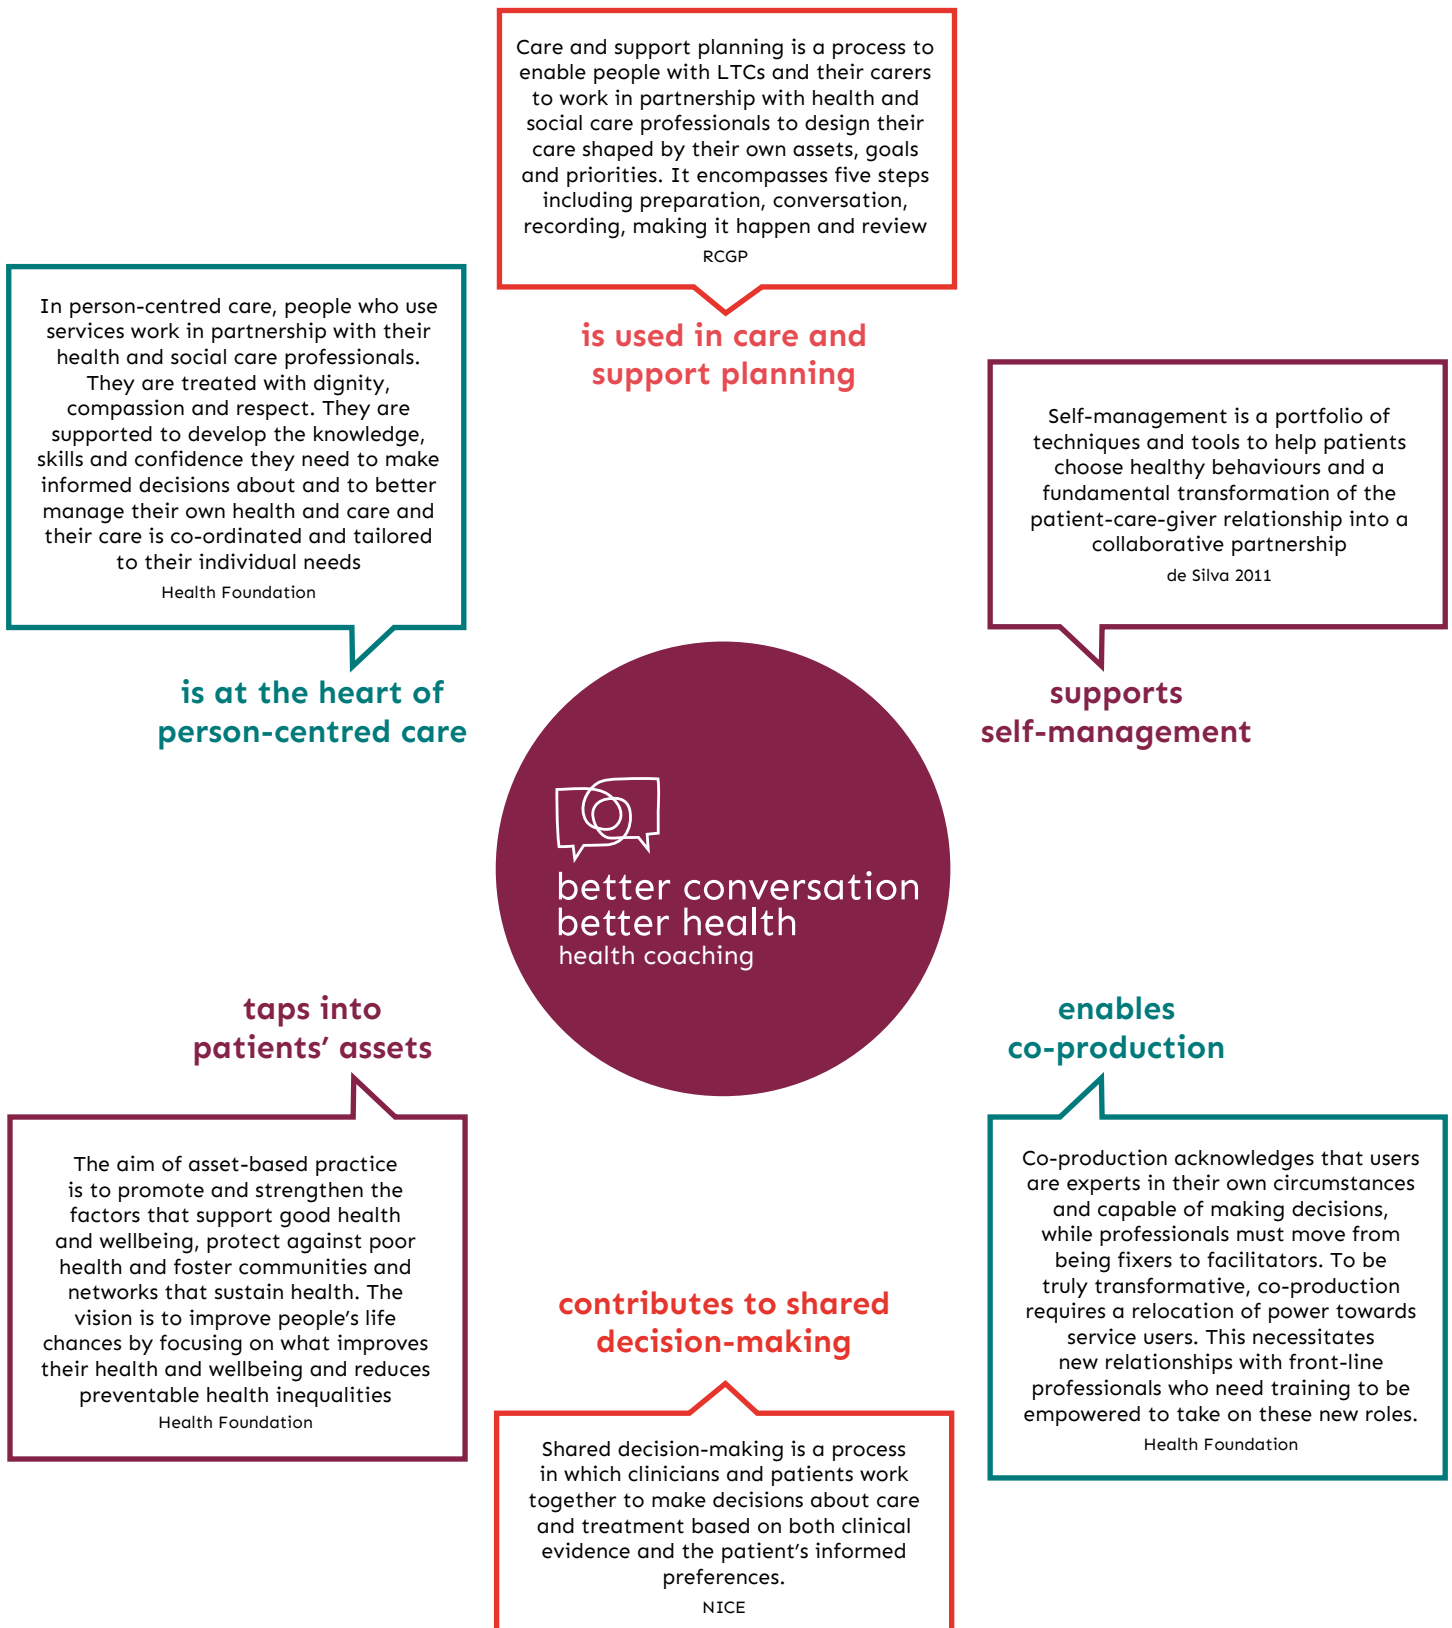 Care and support planning is a process to
enable people with LTCs and their carers
to work in partnership with health and
social care professionals to design their
care shaped by their own assets, goals
and priorities. It encompasses five steps
including preparation, conversation,
recording, making it happen and review
RCGP
is used in care and
support planning
In person-centred care, people who use
services work in partnership with their
health and social care professionals.
They are treated with dignity,
compassion and respect. They are
supported to develop the knowledge,
skills and confidence they need to make
informed decisions about and to better
manage their own health and care and
their care is co-ordinated and tailored
to their individual needs
Health Foundation
is at the heart of
person-centred care
Self-management is a portfolio of
techniques and tools to help patients
choose healthy behaviours and a
fundamental transformation of the
patient-care-giver relationship into a
collaborative partnership
de Silva 2011
supports
self-management
better conversation
better health
health coaching
taps into
patients’ assets
The aim of asset-based practice
is to promote and strengthen the
factors that support good health
and wellbeing, protect against poor
health and foster communities and
networks that sustain health. The
vision is to improve people’s life
chances by focusing on what improves
their health and wellbeing and reduces
preventable health inequalities
Health Foundation
enables
co-production
Co-production acknowledges that users
are experts in their own circumstances
and capable of making decisions,
while professionals must move from
being fixers to facilitators. To be
truly transformative, co-production
requires a relocation of power towards
service users. This necessitates
new relationships with front-line
professionals who need training to be
empowered to take on these new roles.
Health Foundation
contributes to shared
decision-making
Shared decision-making is a process
in which clinicians and patients work
together to make decisions about care
and treatment based on both clinical
evidence and the patient’s informed
preferences.
NICE